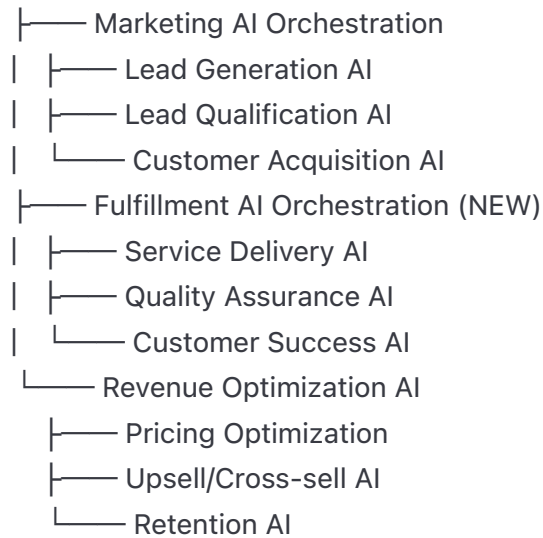 ├── Marketing AI Orchestration
│ ├── Lead Generation AI
│ ├── Lead Qualification AI
│ └── Customer Acquisition AI
├── Fulfillment AI Orchestration (NEW)
│ ├── Service Delivery AI
│ ├── Quality Assurance AI
│ └── Customer Success AI
└── Revenue Optimization AI
├── Pricing Optimization
├── Upsell/Cross-sell AI
└── Retention AI